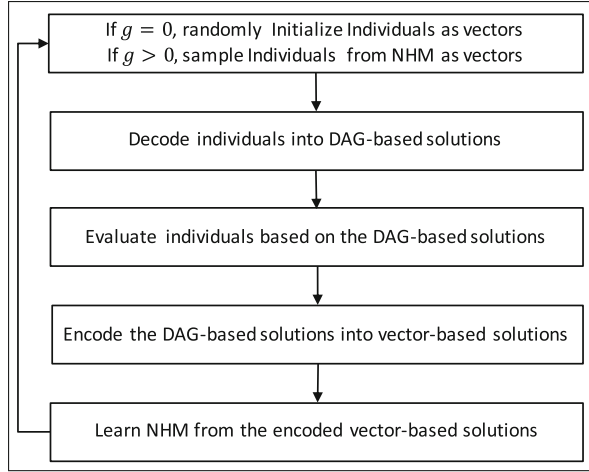 If g = 0, randomly Initialize Individuals as vectors
If g > 0, sample Individuals from NHM as vectors
Decode individuals into DAG-based solutions
Evaluate individuals based on the DAG-based solutions
Encode the DAG-based solutions into vector-based solutions
Learn NHM from the encoded vector-based solutions